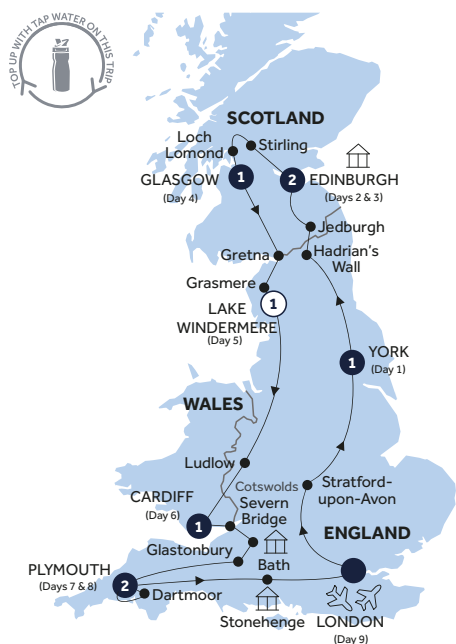 TOP UP WITH TAP WATER ON THIS TRIP
SCOTLAND
Loch
Lomond
Stirling
GLASGOW
(Day 4)
1
2
EDINBURGH
(Days 2 & 3)
Jedburgh
Gretna
Hadrian's
Wall
Grasmere
1
LAKE
WINDERMERE
(Day 5)
1
YORK
(Day 1)
WALES
Ludlow
Cotswolds
Stratford-
upon-Avon
CARDIFF
(Day 6)
1
Severn
Bridge
ENGLAND
Glastonbury
Bath
PLYMOUTH
(Days 7 & 8)
2
Dartmoor
Stonehenge
LONDON
(Day 9)